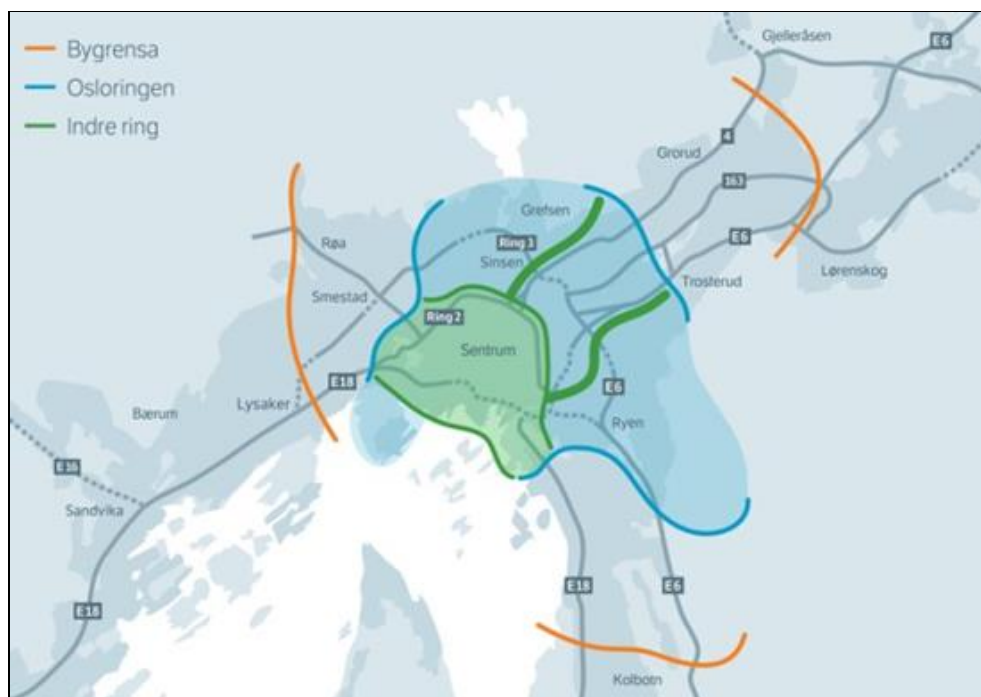 Bygrensa
Osloringen
Indre ring
Gjelleråsen
E6
4
Grorud
163
Grefsen
Røa
Ring 3
Sinsen
E6
Trosterud
Lørenskog
Smestad
Ring 2
Sentrum
E18
Lysaker
Bærum
E6
Ryen
E16
Sandvika
E18
E18
E6
Kolbotn